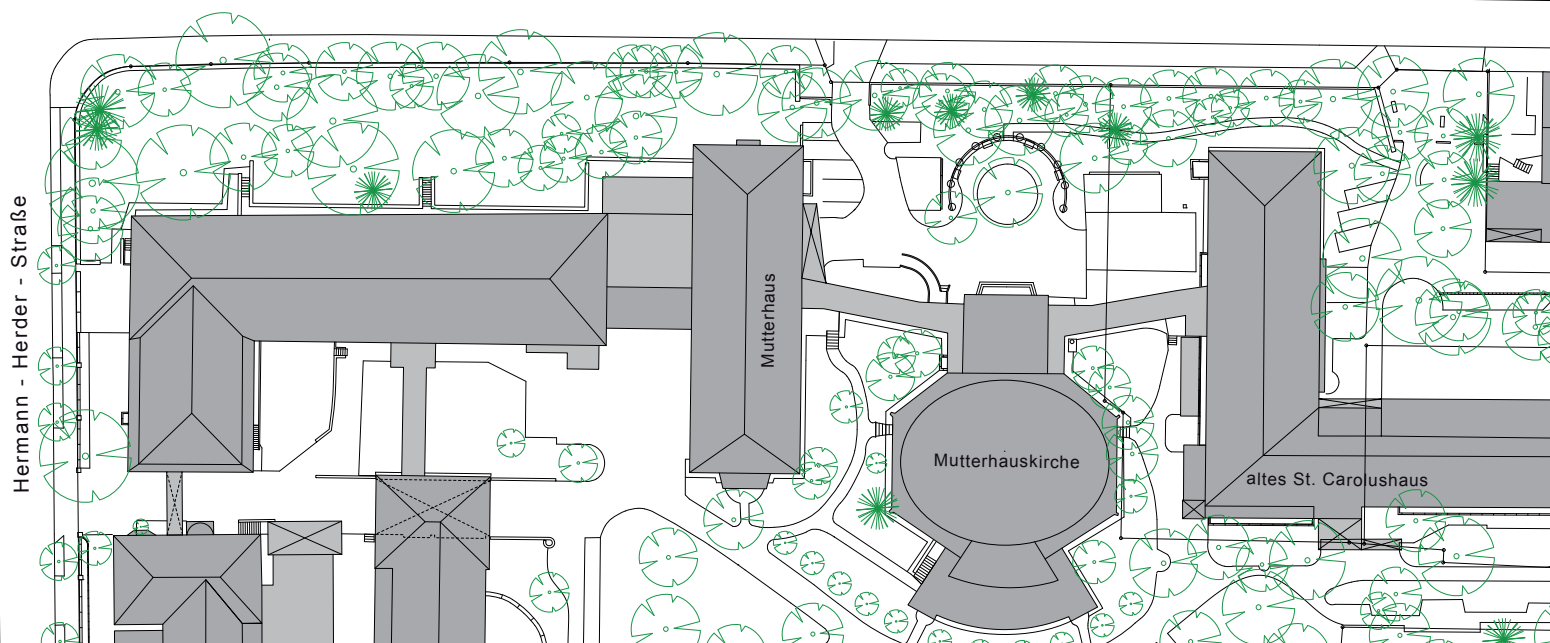 Hermann - Herder - Straße
Mutterhaus
Mutterhauskirche
altes St. Carolushaus